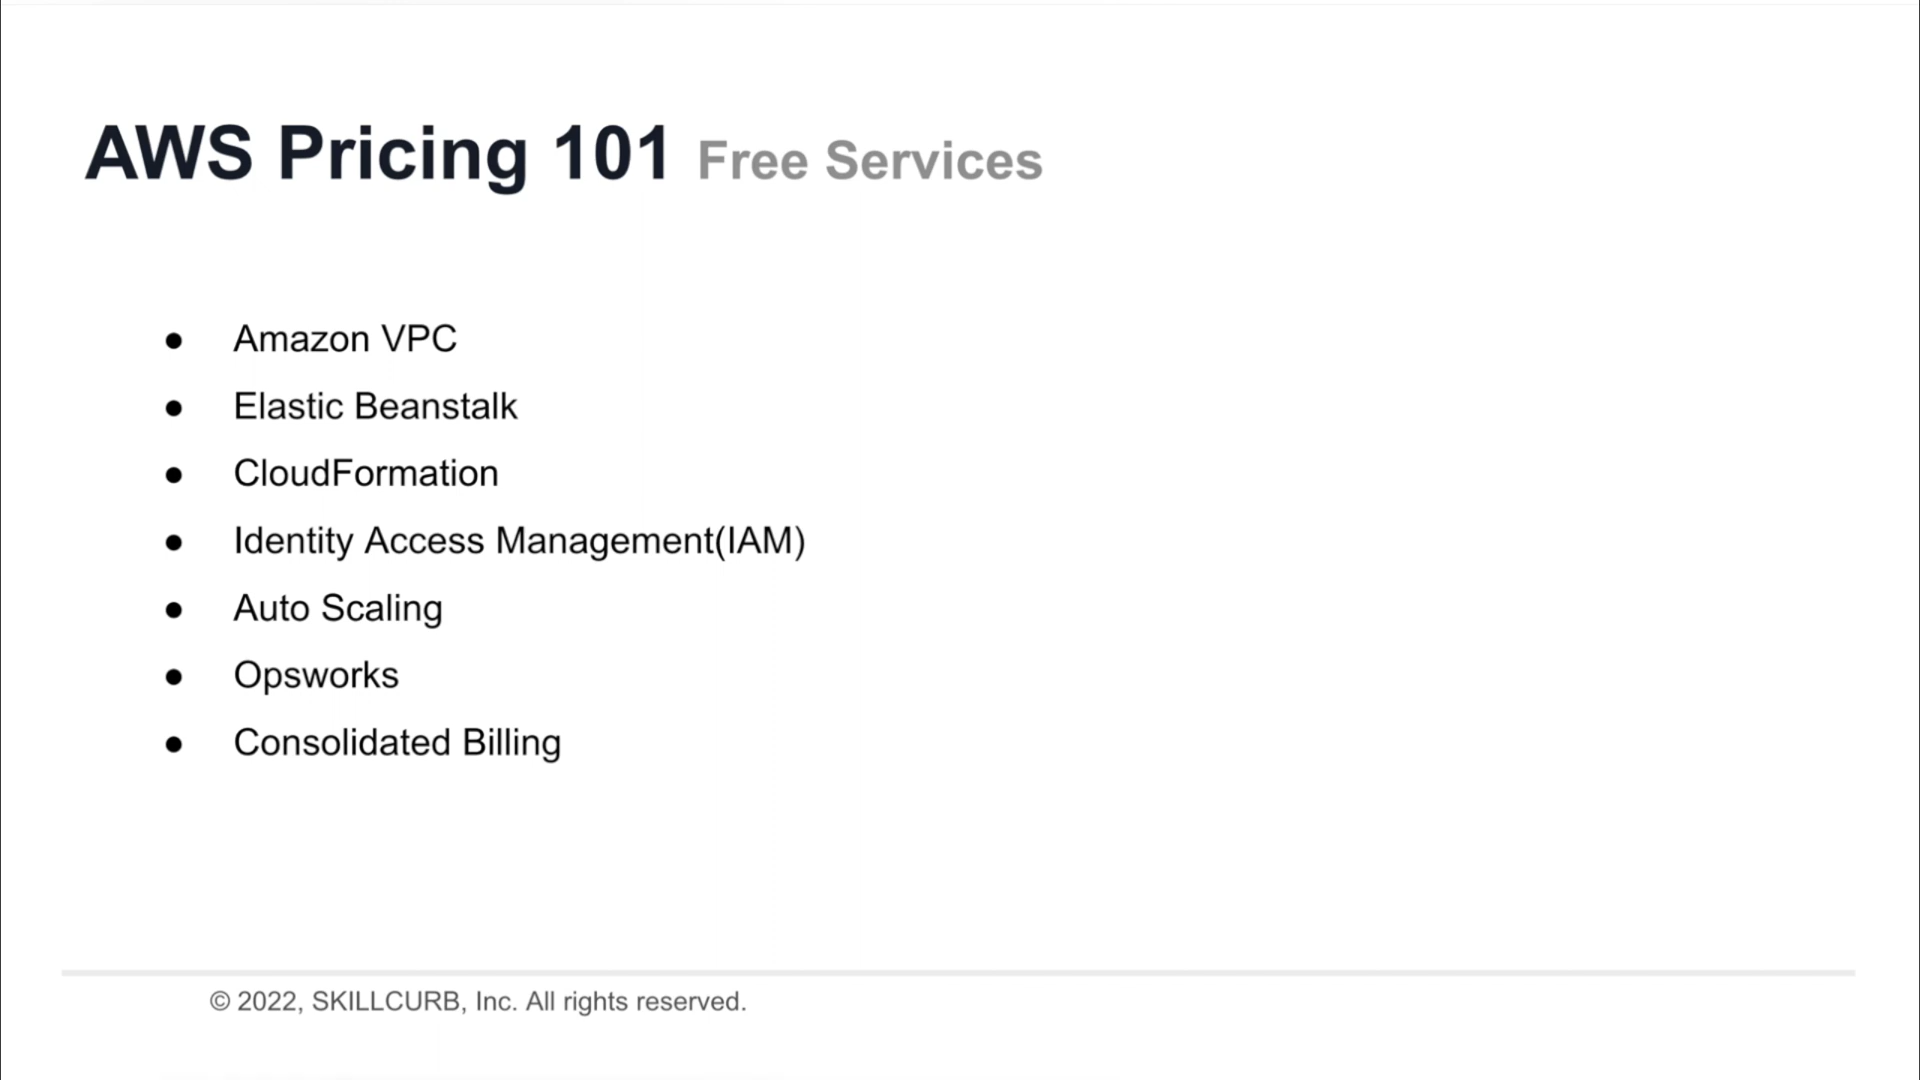 AWS Pricing 101 Free Services
● Amazon VPC
● Elastic Beanstalk
● CloudFormation
● Identity Access Management(IAM)
● Auto Scaling
● Opsworks
● Consolidated Billing
© 2022, SKILLCURB, Inc. All rights reserved.